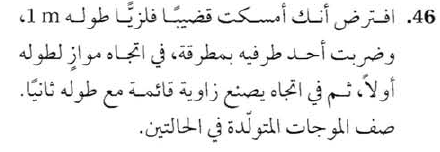 46. افترض أنك أمسكت قضيبًا فلزيًّا طوله 1 m،
وضربت أحد طرفيه بمطرقة، في اتجاه موازٍ لطوله
أولاً، ثم في اتجاه يصنع زاوية قائمة مع طوله ثانيًا.
صف الموجات المتولّدة في الحالتين.